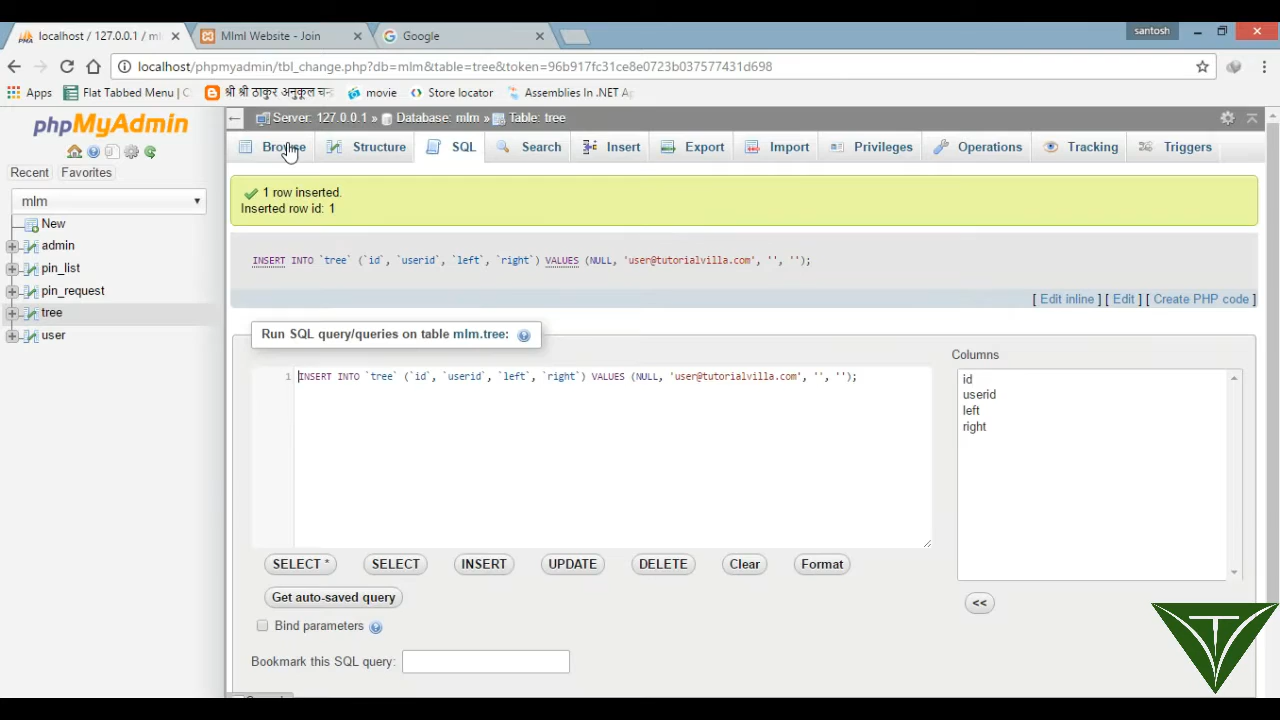 localhost / 127.0.0.1 / ml
Mlml Website - Join
Google
santosh
localhost/phpmyadmin/tbl_change.php?db=mlm&table=tree&token=96b917fc31ce8e0723b037577431d698
Apps
Flat Tabbed Menu | C
श्री श्री ठाकुर अनुकूल चन्
movie
Store locator
Assemblies In .NET Ap
phpMyAdmin
Recent
Favorites
mlm
New
admin
pin_list
pin_request
tree
user
Server: 127.0.0.1 » Database: mlm » Table: tree
Browse
Structure
SQL
Search
Insert
Export
Import
Privileges
Operations
Tracking
Triggers
1 row inserted.
Inserted row id: 1
INSERT INTO `tree` (`id`, `userid`, `left`, `right`) VALUES (NULL, 'user@tutorialvilla.com', '', '');
[ Edit inline ] [ Edit ] [ Create PHP code ]
Run SQL query/queries on table mlm.tree:
1 INSERT INTO `tree` (`id`, `userid`, `left`, `right`) VALUES (NULL, 'user@tutorialvilla.com', '', '');
Columns
id
userid
left
right
SELECT *
SELECT
INSERT
UPDATE
DELETE
Clear
Format
<<
Get auto-saved query
Bind parameters
Bookmark this SQL query: